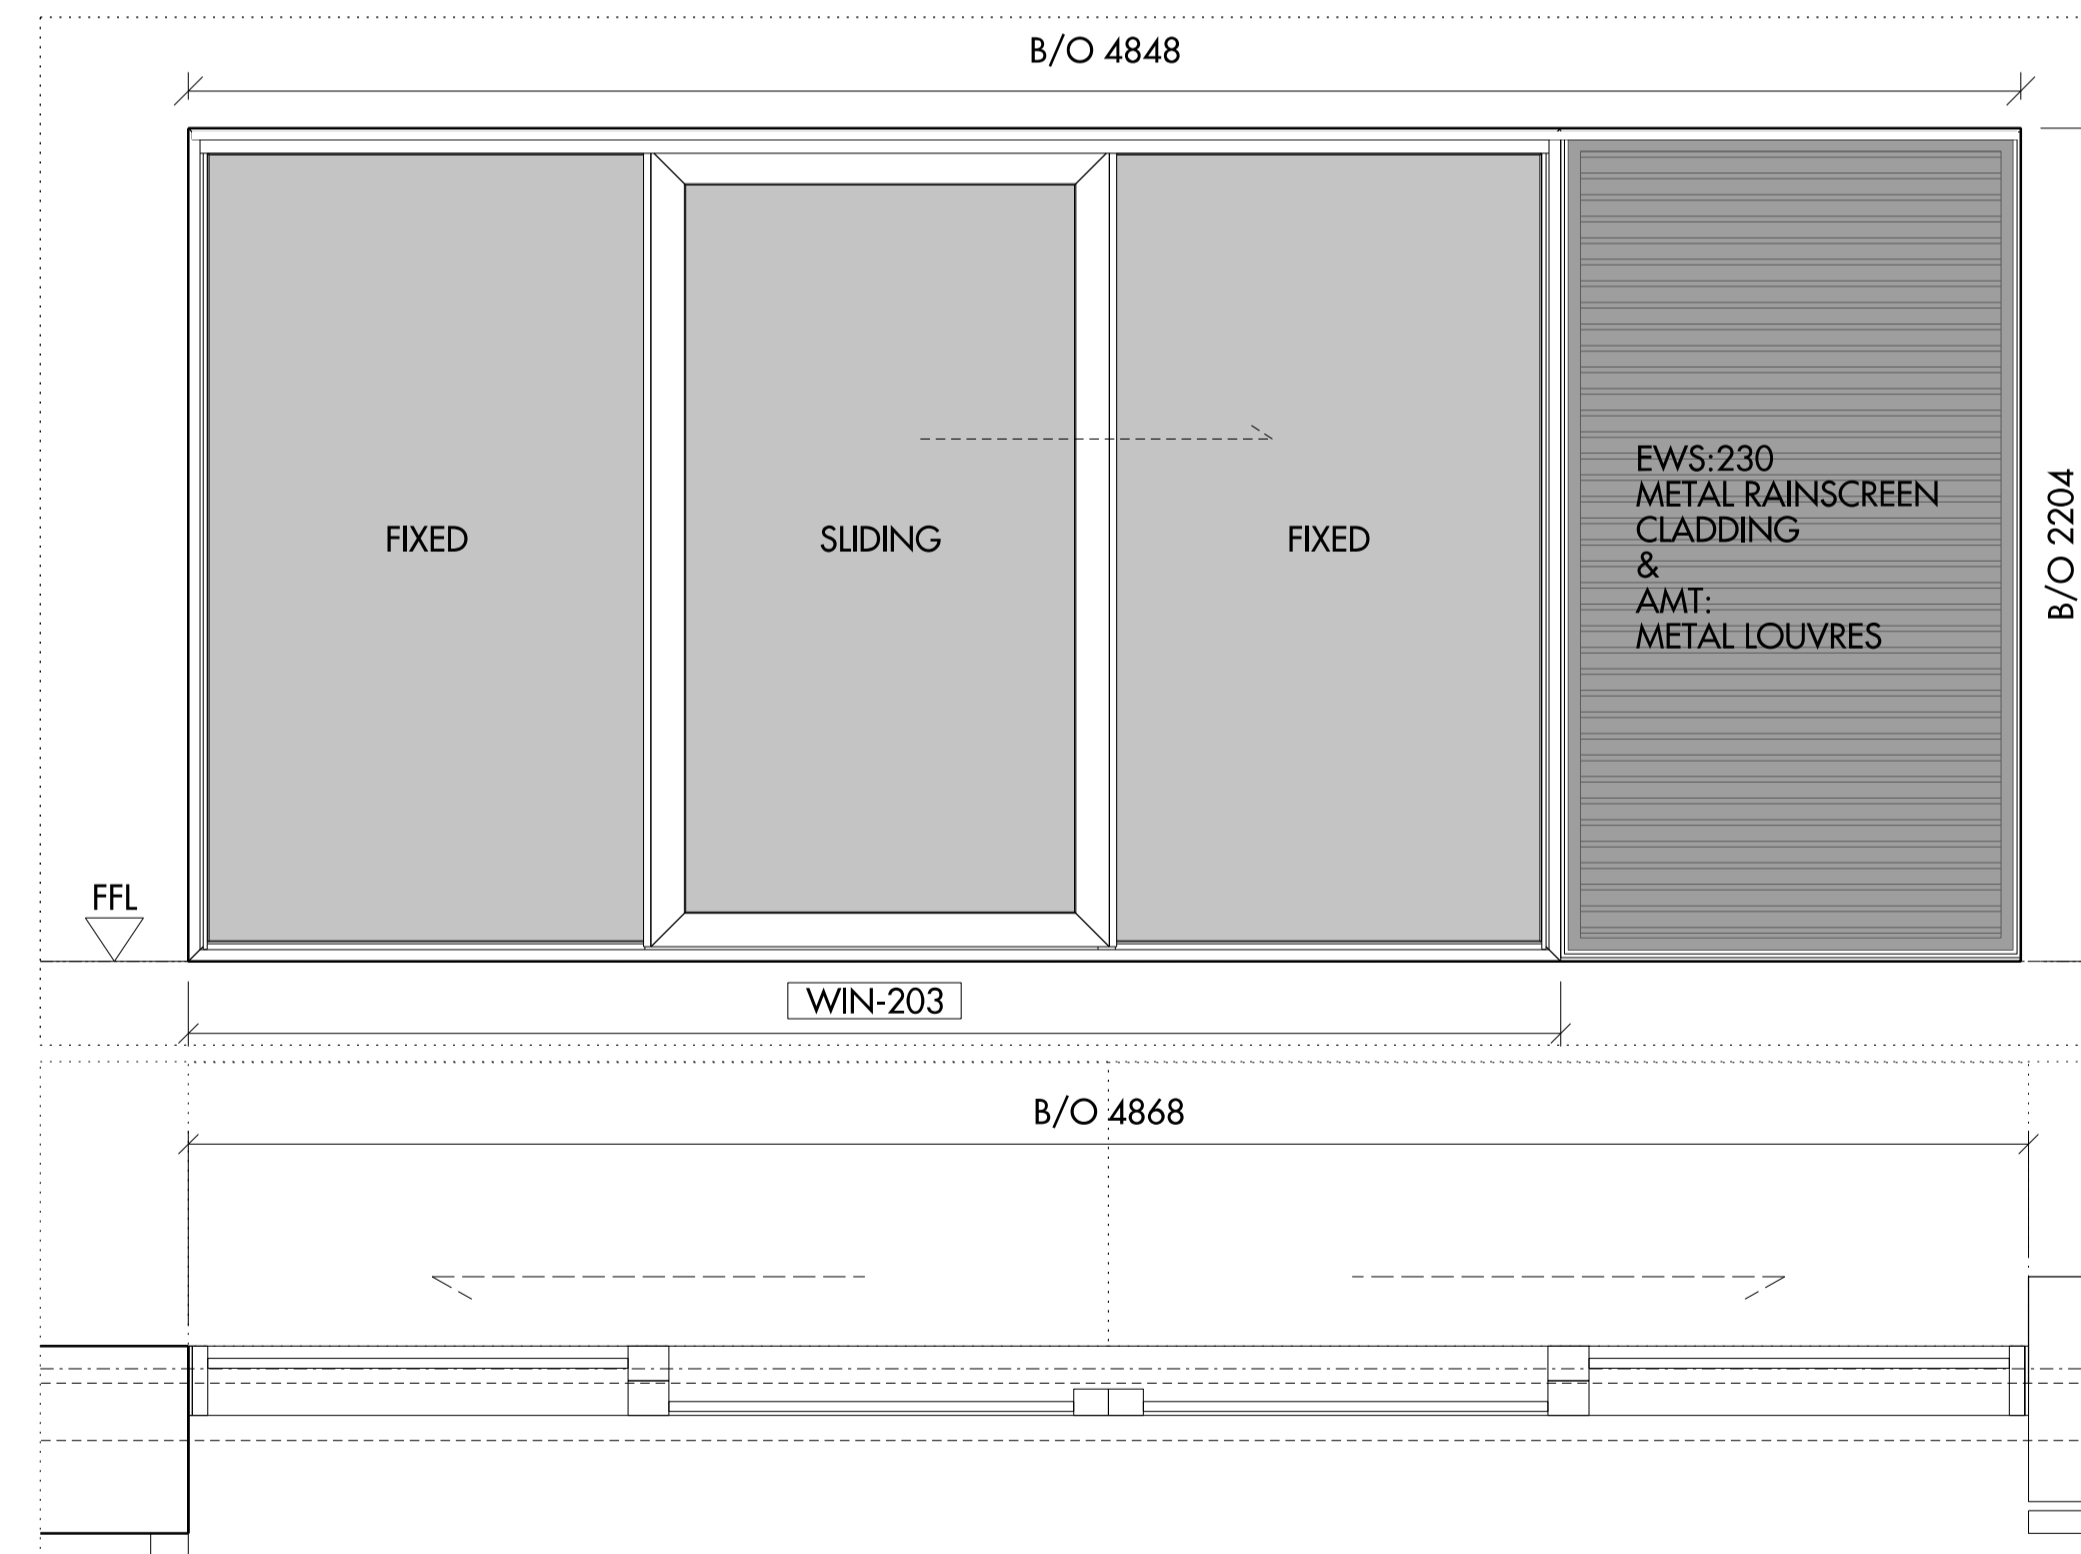 B/O 4848
FIXED
SLIDING
FIXED
EWS:230
METAL RAINSCREEN
CLADDING
&
AMT:
METAL LOUVRES
B/O 2204
FFL
WIN-203
B/O 4868